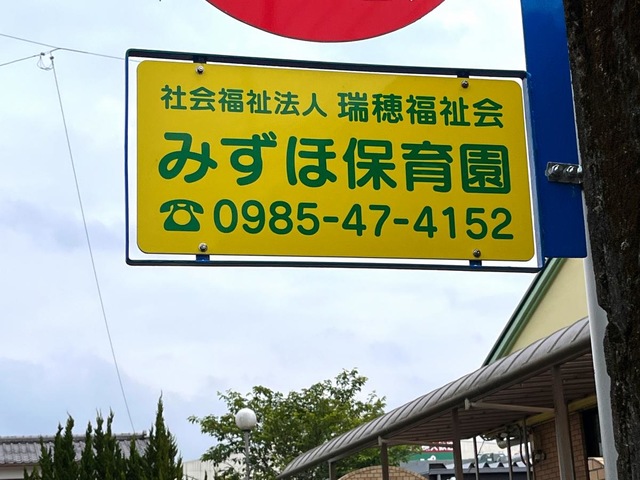 社会福祉法人 瑞穂福祉会
みずほ保育園
☎0985-47-4152